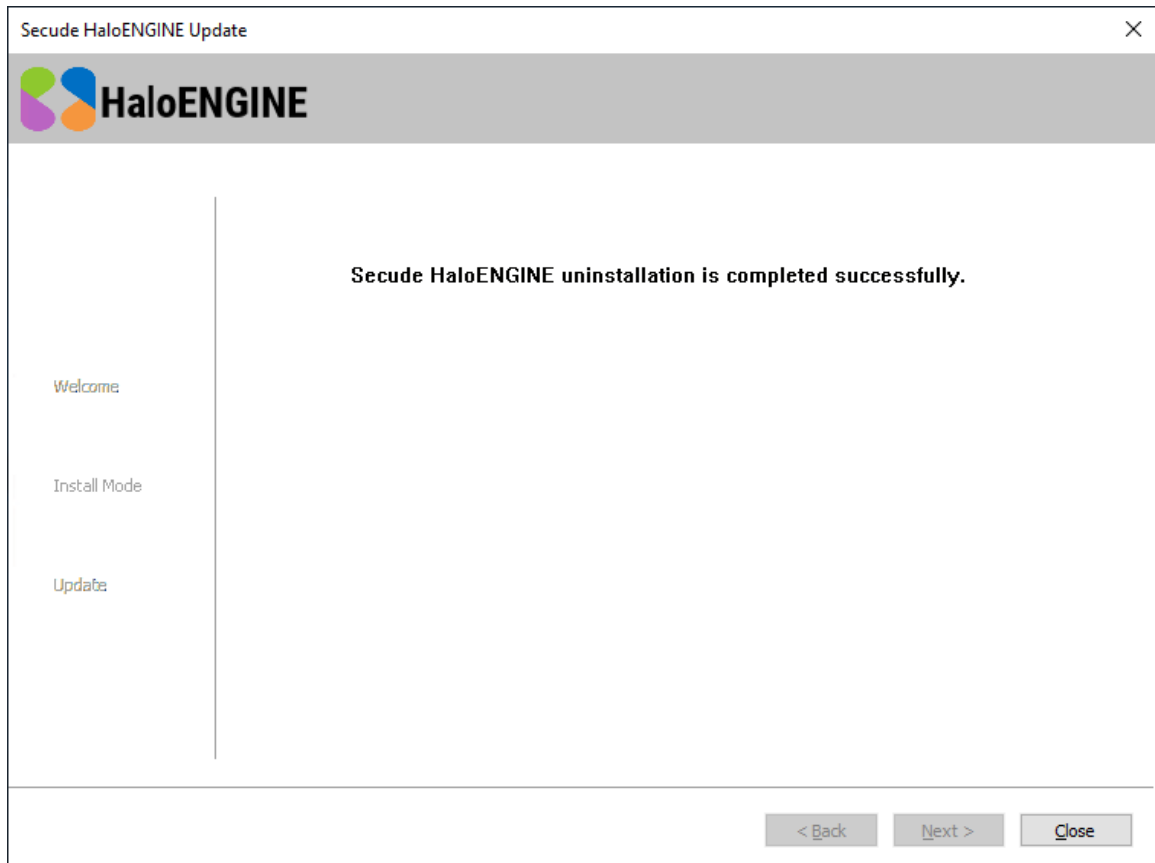 Secude HaloENGINE Update
HaloENGINE
Secude HaloENGINE uninstallation is completed successfully.
Welcome
Install Mode
Update
< Back
Next >
Close